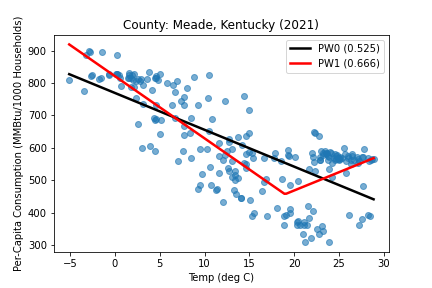 County: Meade, Kentucky (2021)
PW0 (0.525)
PW1 (0.666)
Per-Capita Consumption (MMBtu/1000 Households)
900
800
700
600
500
400
300
−5 0 5 10 15 20 25 30
Temp (deg C)